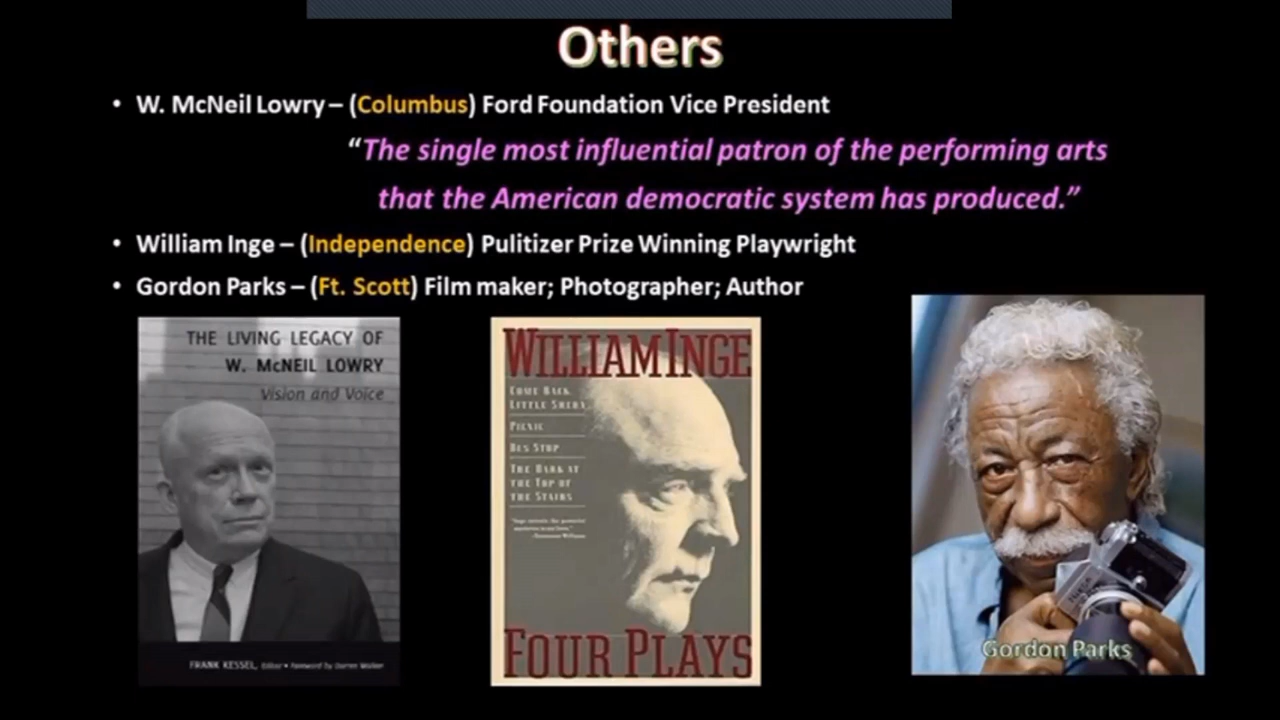 Others
• W. McNeil Lowry – (Columbus) Ford Foundation Vice President
“The single most influential patron of the performing arts
that the American democratic system has produced.”
• William Inge – (Independence) Pulitizer Prize Winning Playwright
• Gordon Parks – (Ft. Scott) Film maker; Photographer; Author
THE LIVING LEGACY OF
W. McNEIL LOWRY
Vision and Voice
FRANK KESSEL, Editor • Foreword by Darren Walker
WILLIAM INGE
COME BACK,
LITTLE SHEBA
PICNIC
BUS STOP
THE DARK AT
THE TOP OF
THE STAIRS
FOUR PLAYS
Gordon Parks